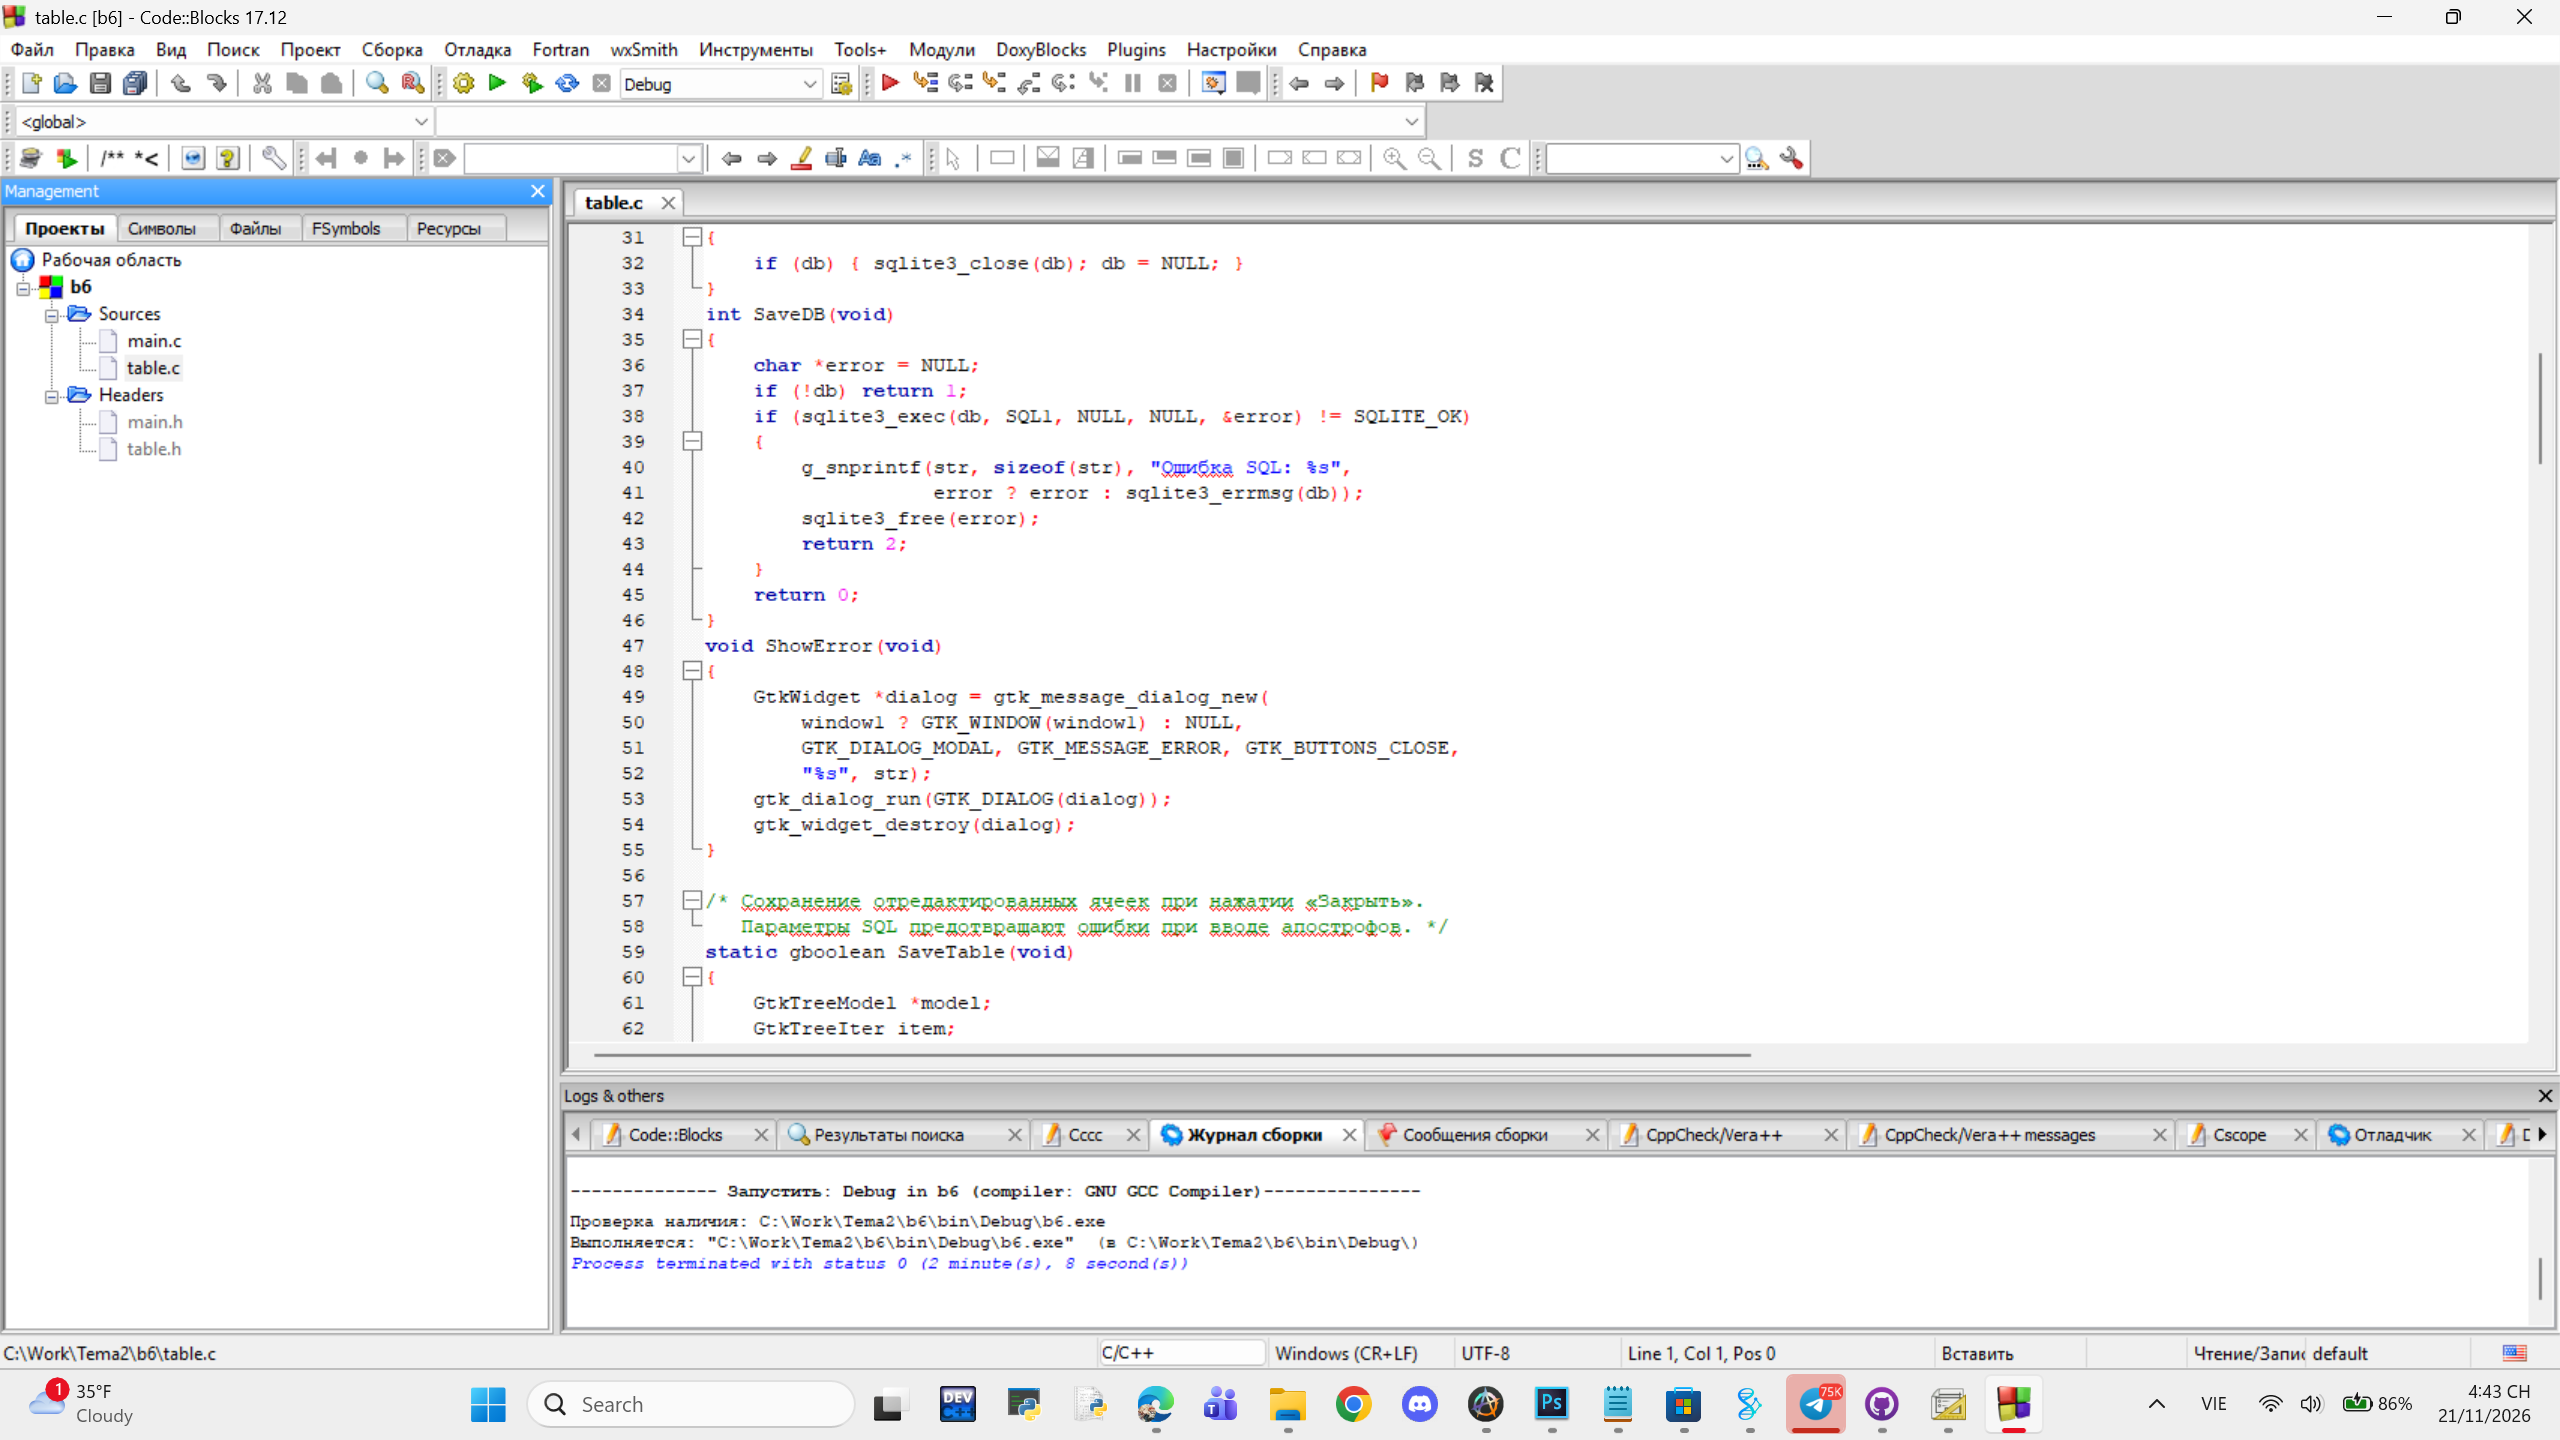 table.c [b6] - Code::Blocks 17.12
Файл Правка Вид Поиск Проект Сборка Отладка Fortran wxSmith Инструменты Tools+ Модули DoxyBlocks Plugins Настройки Справка
Debug
<global>
/** *<
Aa .* S C
Management
Проекты Символы Файлы FSymbols Ресурсы
Рабочая область
b6
Sources
main.c
table.c
Headers
main.h
table.h
table.c
31 {
32 if (db) { sqlite3_close(db); db = NULL; }
33 }
34 int SaveDB(void)
35 {
36 char *error = NULL;
37 if (!db) return 1;
38 if (sqlite3_exec(db, SQL1, NULL, NULL, &error) != SQLITE_OK)
39 {
40 g_snprintf(str, sizeof(str), "Ошибка SQL: %s",
41 error ? error : sqlite3_errmsg(db));
42 sqlite3_free(error);
43 return 2;
44 }
45 return 0;
46 }
47 void ShowError(void)
48 {
49 GtkWidget *dialog = gtk_message_dialog_new(
50 window1 ? GTK_WINDOW(window1) : NULL,
51 GTK_DIALOG_MODAL, GTK_MESSAGE_ERROR, GTK_BUTTONS_CLOSE,
52 "%s", str);
53 gtk_dialog_run(GTK_DIALOG(dialog));
54 gtk_widget_destroy(dialog);
55 }
56
57 /* Сохранение отредактированных ячеек при нажатии «Закрыть».
58 Параметры SQL предотвращают ошибки при вводе апострофов. */
59 static gboolean SaveTable(void)
60 {
61 GtkTreeModel *model;
62 GtkTreeIter item;
Logs & others
Code::Blocks Результаты поиска Cccc Журнал сборки Сообщения сборки CppCheck/Vera++ CppCheck/Vera++ messages Cscope Отладчик
-------------- Запустить: Debug in b6 (compiler: GNU GCC Compiler)---------------
Проверка наличия: C:\Work\Tema2\b6\bin\Debug\b6.exe
Выполняется: "C:\Work\Tema2\b6\bin\Debug\b6.exe" (в C:\Work\Tema2\b6\bin\Debug\)
Process terminated with status 0 (2 minute(s), 8 second(s))
C:\Work\Tema2\b6\table.c C/C++ Windows (CR+LF) UTF-8 Line 1, Col 1, Pos 0 Вставить Чтение/Запис default
1
35°F
Cloudy
Search
DEV C++
Ps
75K
VIE
86%
4:43 CH
21/11/2026